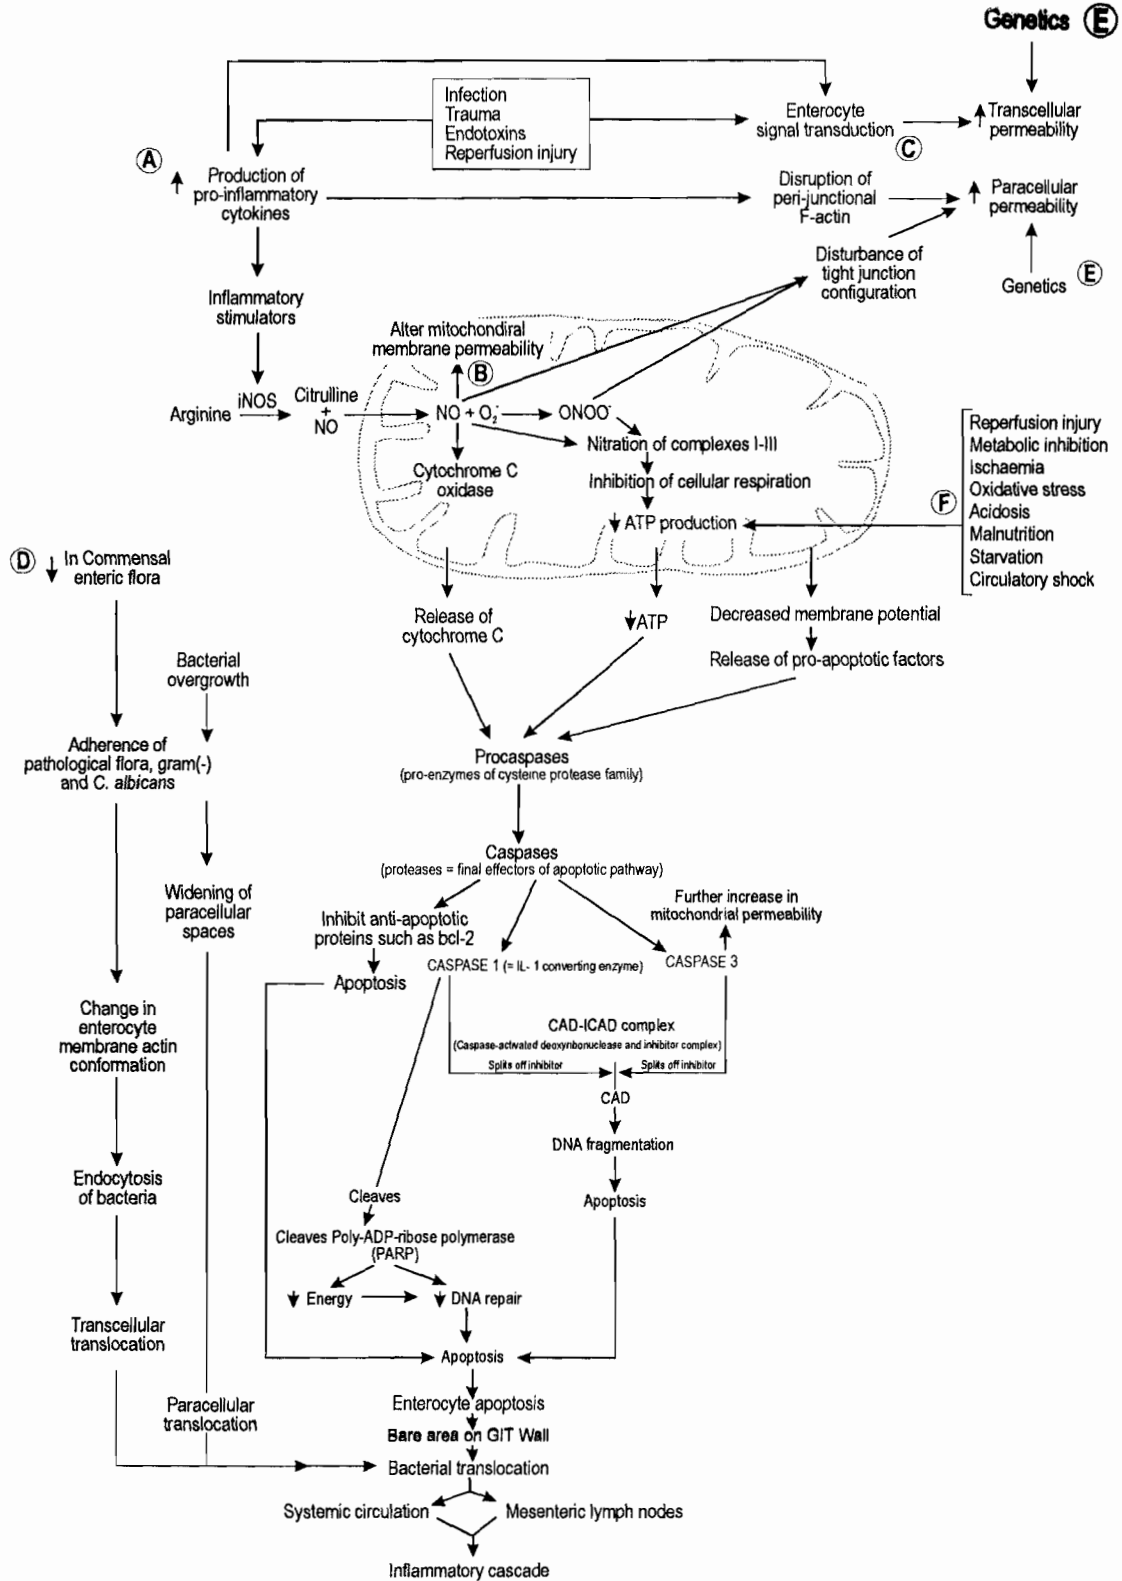 Genetics E
Infection
Trauma
Endotoxins
Reperfusion injury
Enterocyte
signal transduction
C
↑ Transcellular
permeability
A
↑ Production of
pro-inflammatory
cytokines
Disruption of
peri-junctional
F-actin
↑ Paracellular
permeability
Disturbance of
tight junction
configuration
Genetics E
Inflammatory
stimulators
Alter mitochondiral
membrane permeability
B
Arginine
iNOS
Citrulline
+
NO
NO + O₂⁻
ONOO⁻
Nitration of complexes I-III
Cytochrome C
oxidase
Inhibition of cellular respiration
↓ ATP production
F
Reperfusion injury
Metabolic inhibition
Ischaemia
Oxidative stress
Acidosis
Malnutrition
Starvation
Circulatory shock
D ↓ In Commensal
enteric flora
Release of
cytochrome C
↓ATP
Decreased membrane potential
Release of pro-apoptotic factors
Bacterial
overgrowth
Adherence of
pathological flora, gram(-)
and C. albicans
Procaspases
(pro-enzymes of cysteine protease family)
Caspases
(proteases = final effectors of apoptotic pathway)
Widening of
paracellular
spaces
Inhibit anti-apoptotic
proteins such as bcl-2
Further increase in
mitochondrial permeability
Apoptosis
CASPASE 1 (= IL- 1 converting enzyme)
CASPASE 3
Change in
enterocyte
membrane actin
conformation
CAD-ICAD complex
(Caspase-activated deoxyribonuclease and inhibitor complex)
Splits off inhibitor
Splits off inhibitor
CAD
DNA fragmentation
Apoptosis
Endocytosis
of bacteria
Cleaves
Cleaves Poly-ADP-ribose polymerase
(PARP)
↓ Energy
↓ DNA repair
Transcellular
translocation
Apoptosis
Paracellular
translocation
Enterocyte apoptosis
Bare area on GIT Wall
Bacterial translocation
Systemic circulation
Mesenteric lymph nodes
Inflammatory cascade